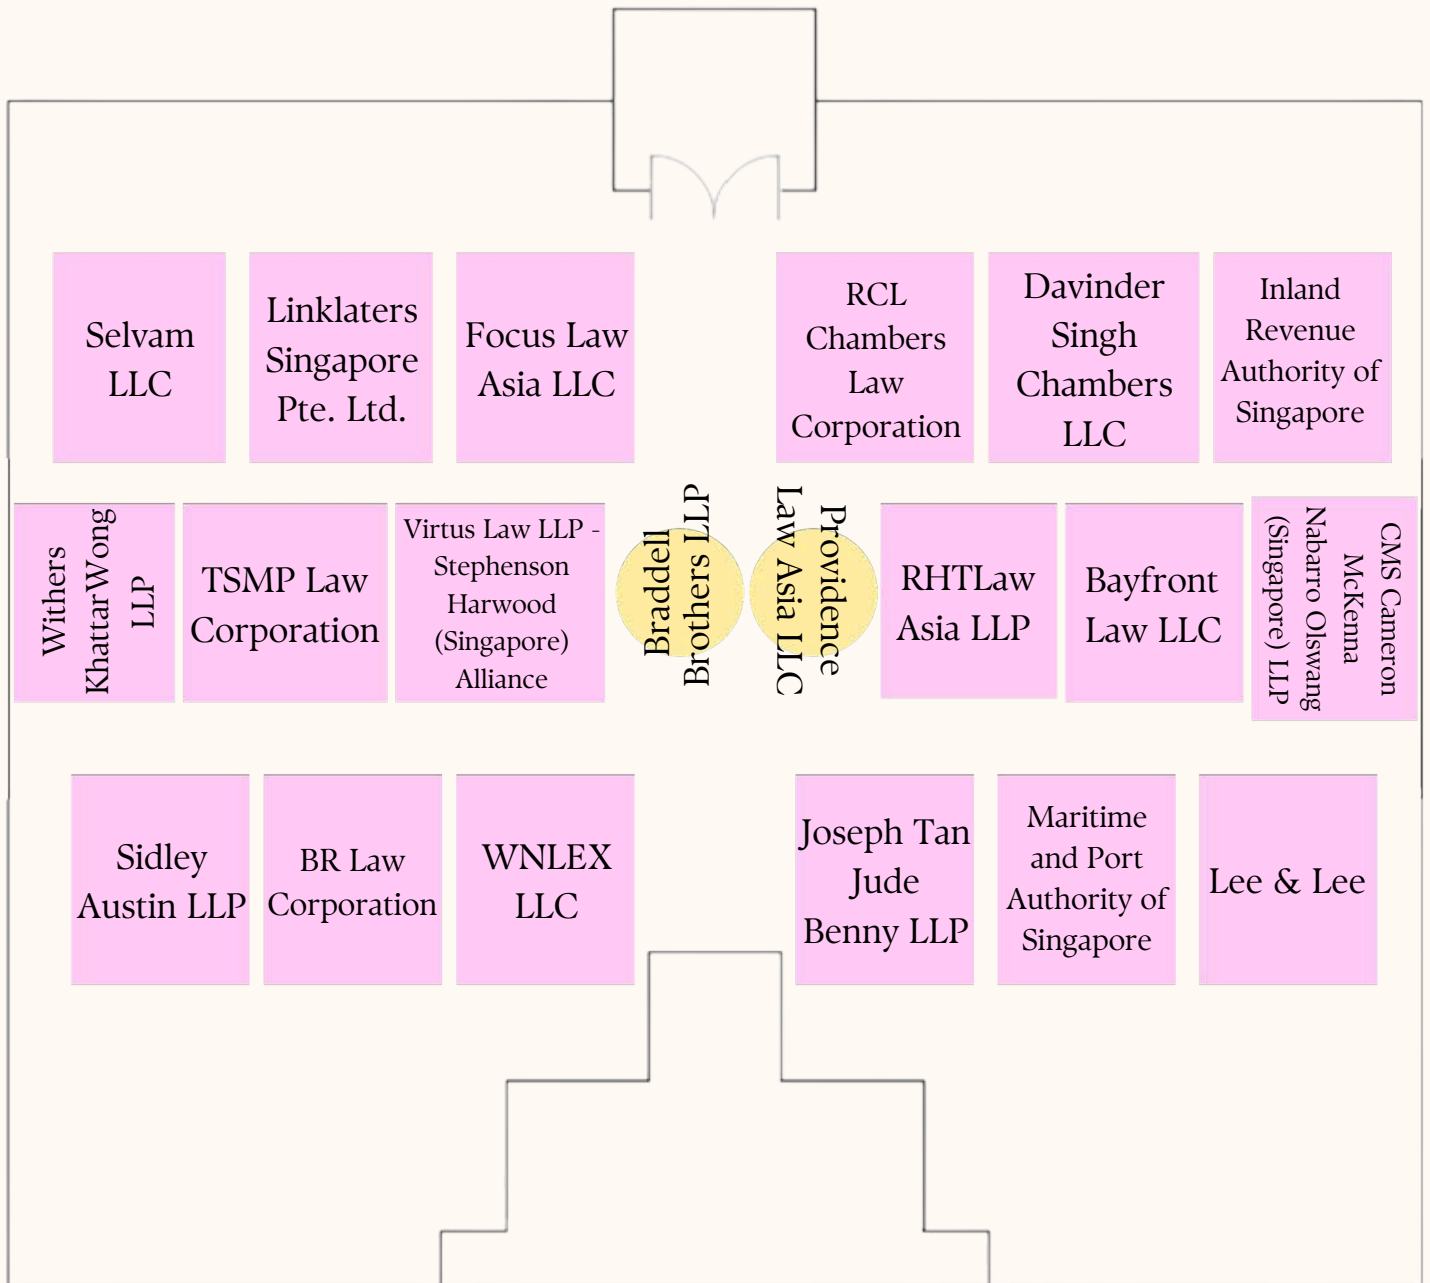 Selvam
LLC
Linklaters
Singapore
Pte. Ltd.
Focus Law
Asia LLC
RCL
Chambers
Law
Corporation
Davinder
Singh
Chambers
LLC
Inland
Revenue
Authority of
Singapore
Withers
KhattarWong
LLP
TSMP Law
Corporation
Virtus Law LLP -
Stephenson
Harwood
(Singapore)
Alliance
Braddell
Brothers LLP
Providence
Law Asia LLC
RHTLaw
Asia LLP
Bayfront
Law LLC
CMS Cameron
McKenna
Nabarro Olswang
(Singapore) LLP
Sidley
Austin LLP
BR Law
Corporation
WNLEX
LLC
Joseph Tan
Jude
Benny LLP
Maritime
and Port
Authority of
Singapore
Lee & Lee